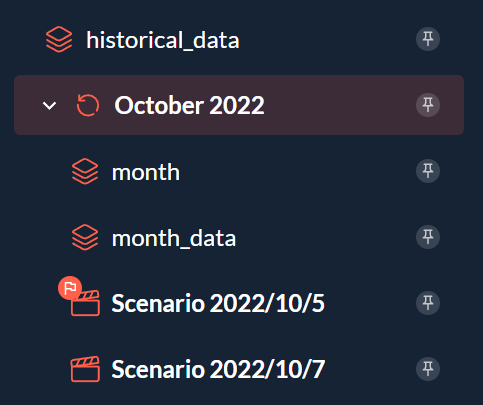 historical_data
October 2022
month
month_data
Scenario 2022/10/5
Scenario 2022/10/7